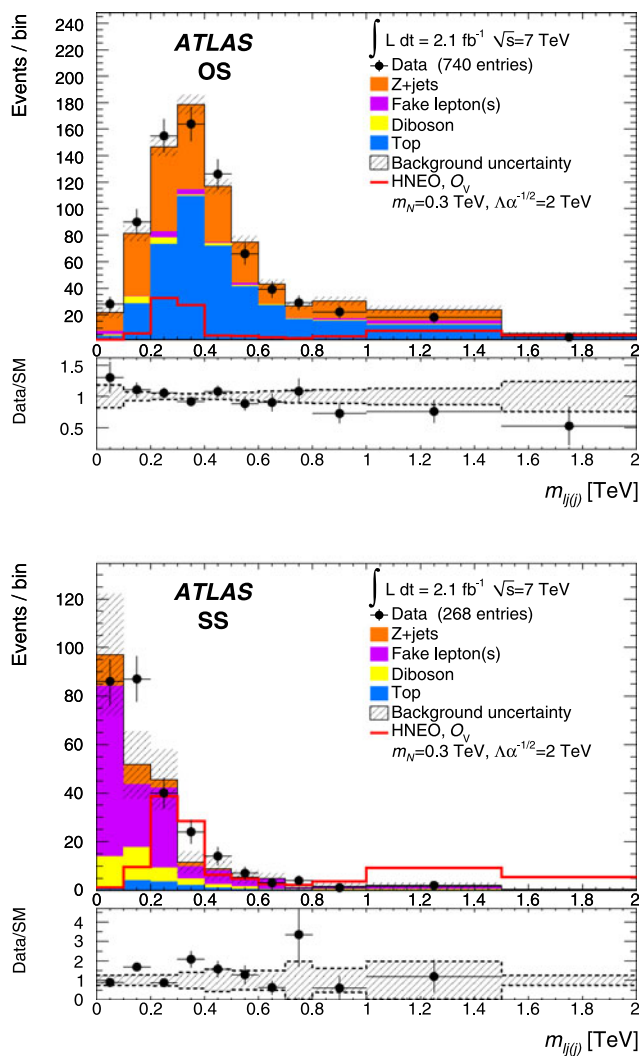 Events / bin
240
220
200
180
160
140
120
100
80
60
40
20
ATLAS
OS
∫ L dt = 2.1 fb⁻¹ √s=7 TeV
Data (740 entries)
Z+jets
Fake lepton(s)
Diboson
Top
Background uncertainty
HNEO, O_V
m_N=0.3 TeV, Λα^-1/2=2 TeV
0 0.2 0.4 0.6 0.8 1 1.2 1.4 1.6 1.8 2
Data/SM
1.5
1
0.5
0 0.2 0.4 0.6 0.8 1 1.2 1.4 1.6 1.8 2
m_lj(j) [TeV]
Events / bin
120
100
80
60
40
20
0
ATLAS
SS
∫ L dt = 2.1 fb⁻¹ √s=7 TeV
Data (268 entries)
Z+jets
Fake lepton(s)
Diboson
Top
Background uncertainty
HNEO, O_V
m_N=0.3 TeV, Λα^-1/2=2 TeV
0 0.2 0.4 0.6 0.8 1 1.2 1.4 1.6 1.8 2
Data/SM
4
3
2
1
0
0 0.2 0.4 0.6 0.8 1 1.2 1.4 1.6 1.8 2
m_lj(j) [TeV]